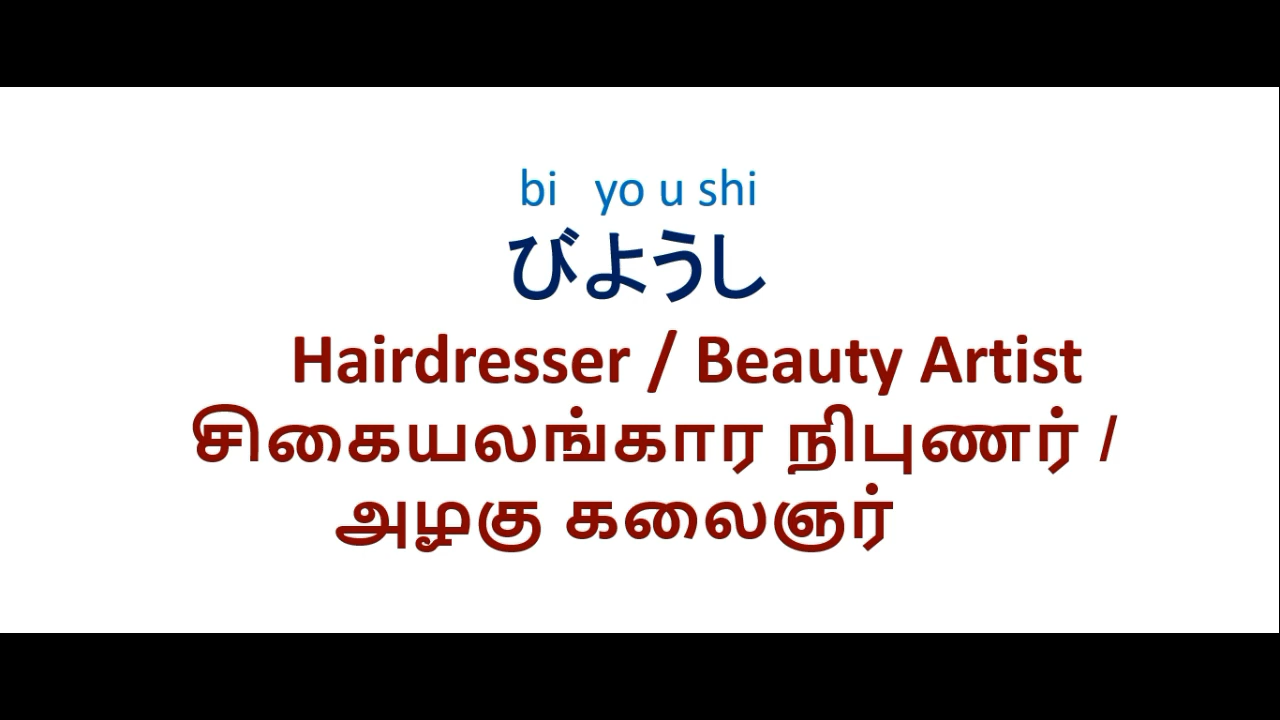 bi yo u shi
びようし
Hairdresser / Beauty Artist
சிகையலங்கார நிபுணர் /
அழகு கலைஞர்